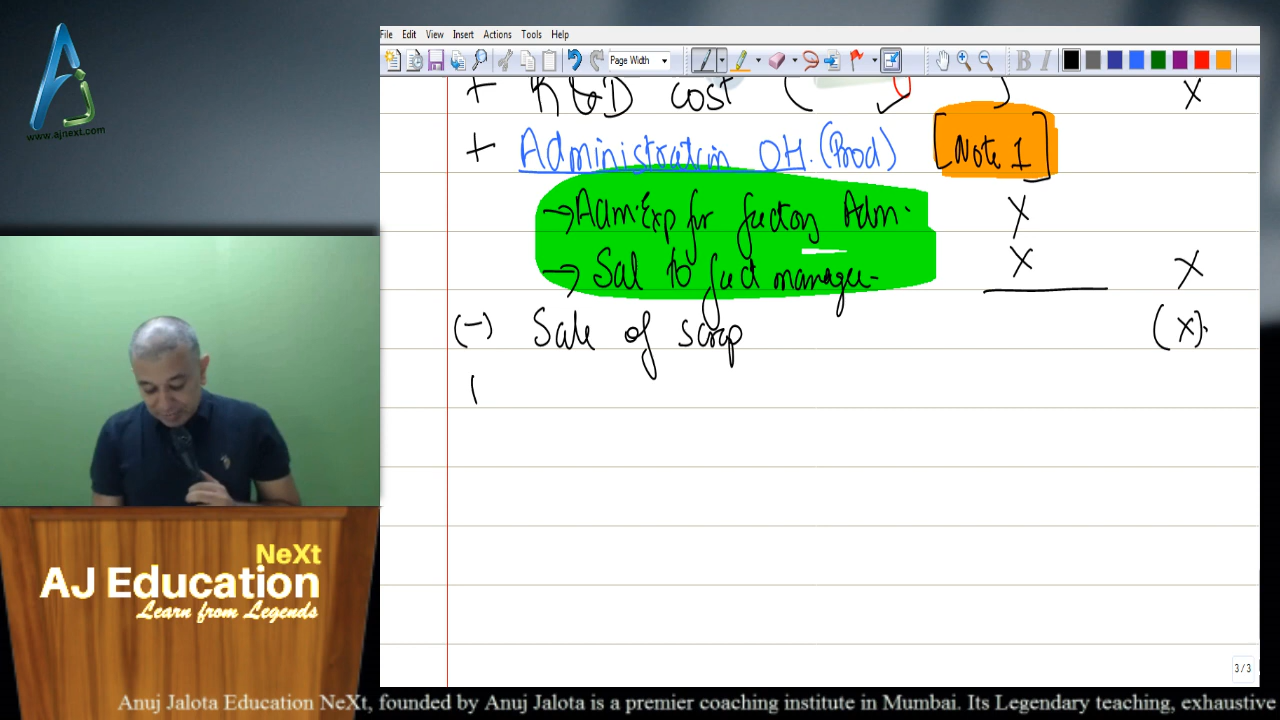 www.ajnext.com
File Edit View Insert Actions Tools Help
Page Width
B I
+ R&D cost ( ) X
+ Administration OH. (Prod) [Note 1]
→ Adm. Exp for factory Adm. X
→ Sal to fact manager X X
(-) Sale of scrap (X)
3/3
NeXt
AJ Education
Learn from Legends
Anuj Jalota Education NeXt, founded by Anuj Jalota is a premier coaching institute in Mumbai. Its Legendary teaching, exhaustive